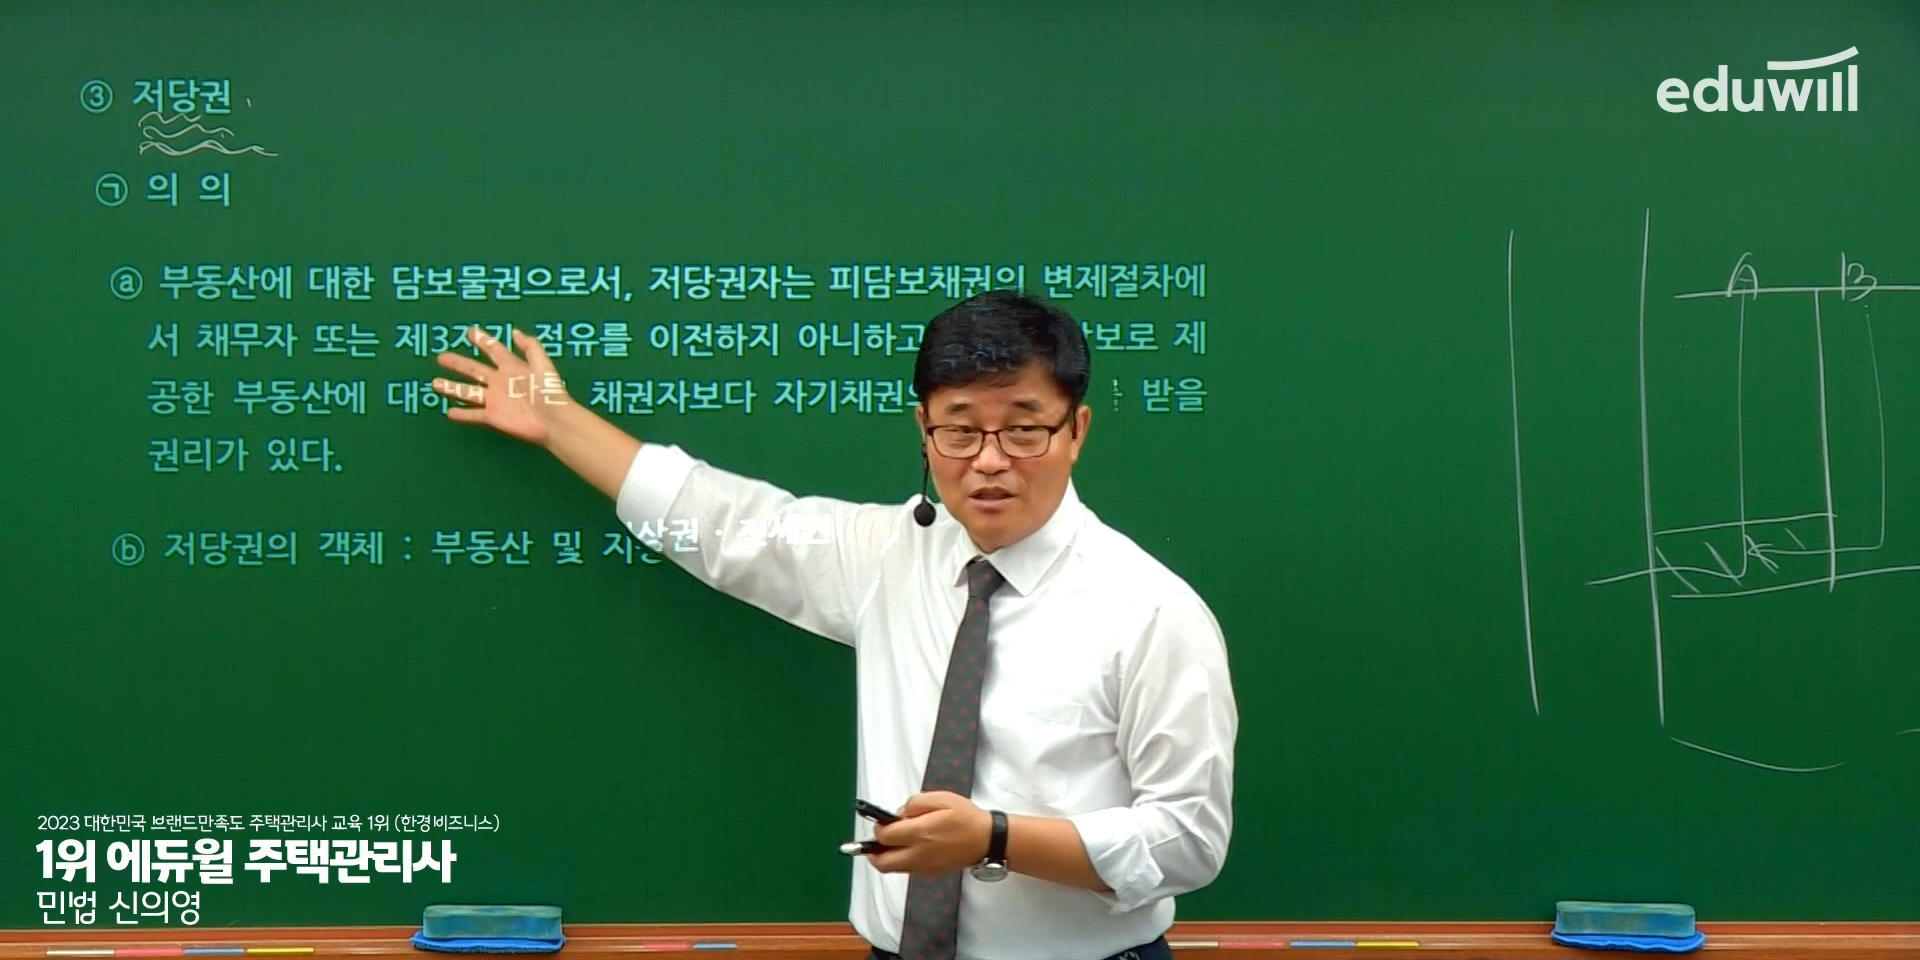 eduwill
③ 저당권
㉠ 의 의
ⓐ 부동산에 대한 담보물권으로서, 저당권자는 피담보채권의 변제절차에
서 채무자 또는 제3자가 점유를 이전하지 아니하고 담보로 제
공한 부동산에 대하여 다른 채권자보다 자기채권의 받을
권리가 있다.
ⓑ 저당권의 객체 : 부동산 및 지상권 · 전세권
A B
2023 대한민국 브랜드만족도 주택관리사 교육 1위 (한경비즈니스)
1위 에듀윌 주택관리사
민법 신의영